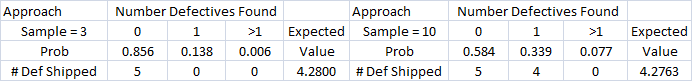 Approach Number Defectives Found Approach Number Defectives Found
Sample = 3 0 1 >1 Expected Sample = 10 0 1 >1 Expected
Prob 0.856 0.138 0.006 Value Prob 0.584 0.339 0.077 Value
# Def Shipped 5 0 0 4.2800 # Def Shipped 5 4 0 4.2763